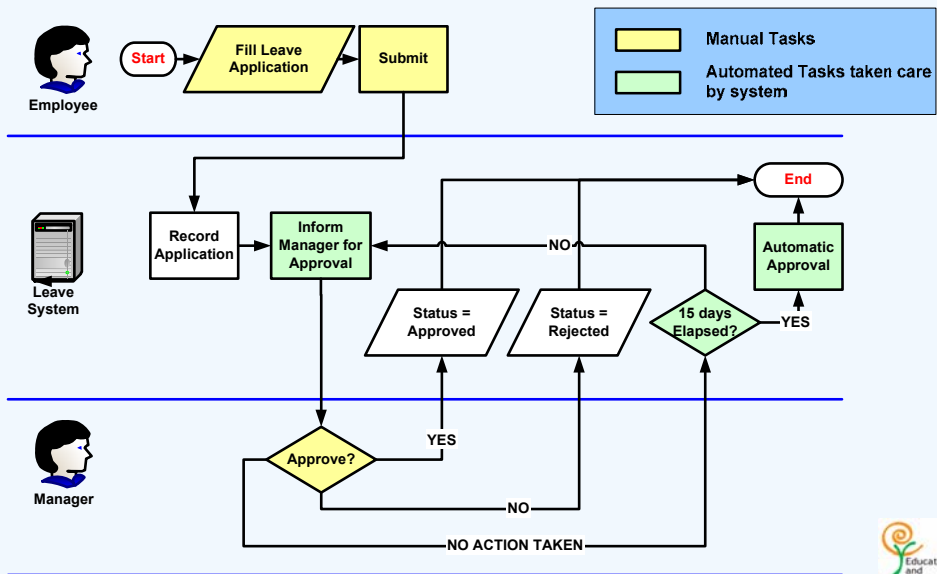 Start
Fill Leave
Application
Submit
Manual Tasks
Automated Tasks taken care
by system
Employee
End
Record
Application
Inform
Manager for
Approval
NO
Automatic
Approval
Leave
System
Status =
Approved
Status =
Rejected
15 days
Elapsed?
YES
Approve?
YES
Manager
NO
NO ACTION TAKEN
Educat
and